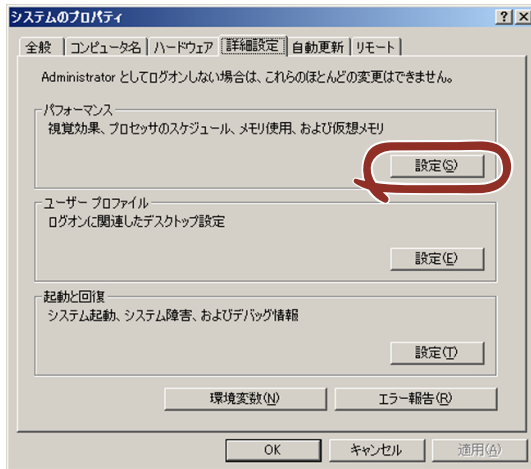 システムのプロパティ
全般 コンピュータ名 ハードウェア 詳細設定 自動更新 リモート
Administrator としてログオンしない場合は、これらのほとんどの変更はできません。
パフォーマンス
視覚効果、プロセッサのスケジュール、メモリ使用、および仮想メモリ
設定(S)
ユーザー プロファイル
ログオンに関連したデスクトップ設定
設定(E)
起動と回復
システム起動、システム障害、およびデバッグ情報
設定(T)
環境変数(N) エラー報告(R)
OK キャンセル 適用(A)